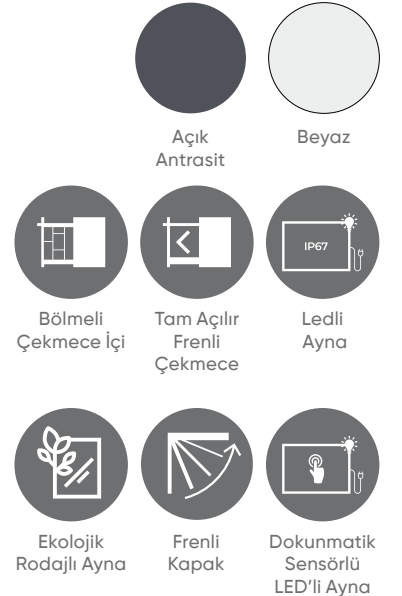 Açık
Antrasit
Beyaz
IP67
Bölmeli
Çekmece İçi
Tam Açılır
Frenli
Çekmece
Ledli
Ayna
Ekolojik
Rodajlı Ayna
Frenli
Kapak
Dokunmatik
Sensörlü
LED’li Ayna